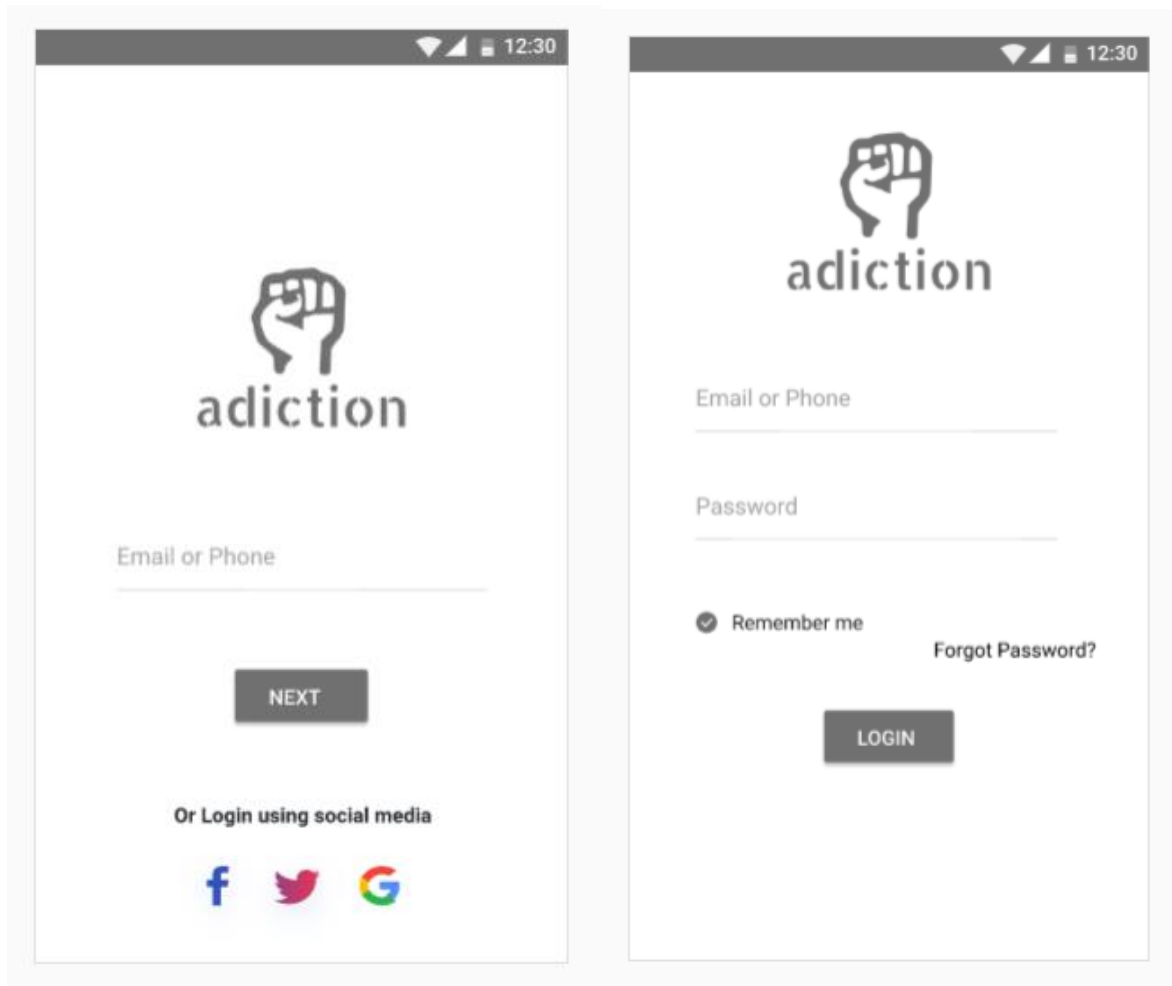 12:30
adiction
Email or Phone
NEXT
Or Login using social media
12:30
adiction
Email or Phone
Password
Remember me
Forgot Password?
LOGIN